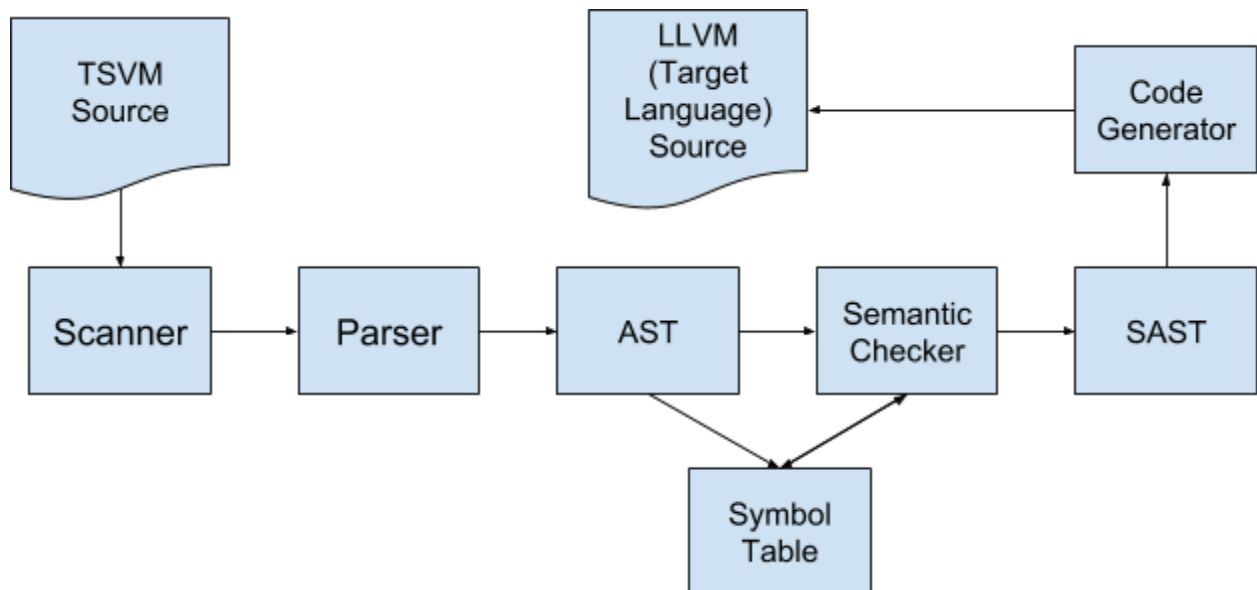 TSVM
Source
LLVM
(Target
Language)
Source
Code
Generator
Scanner
Parser
AST
Semantic
Checker
SAST
Symbol
Table